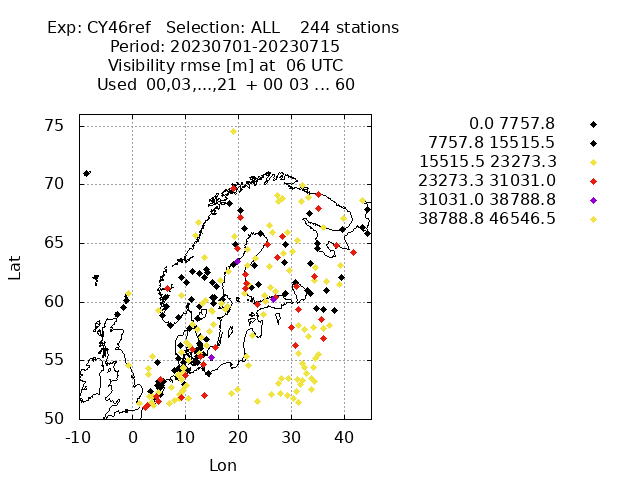 Exp: CY46ref   Selection: ALL    244 stations
Period: 20230701-20230715
Visibility rmse [m] at  06 UTC
Used  00,03,...,21  + 00 03 ... 60
0.0 7757.8
7757.8 15515.5
15515.5 23273.3
23273.3 31031.0
31031.0 38788.8
38788.8 46546.5
75
70
65
60
55
50
Lat
-10 0 10 20 30 40
Lon